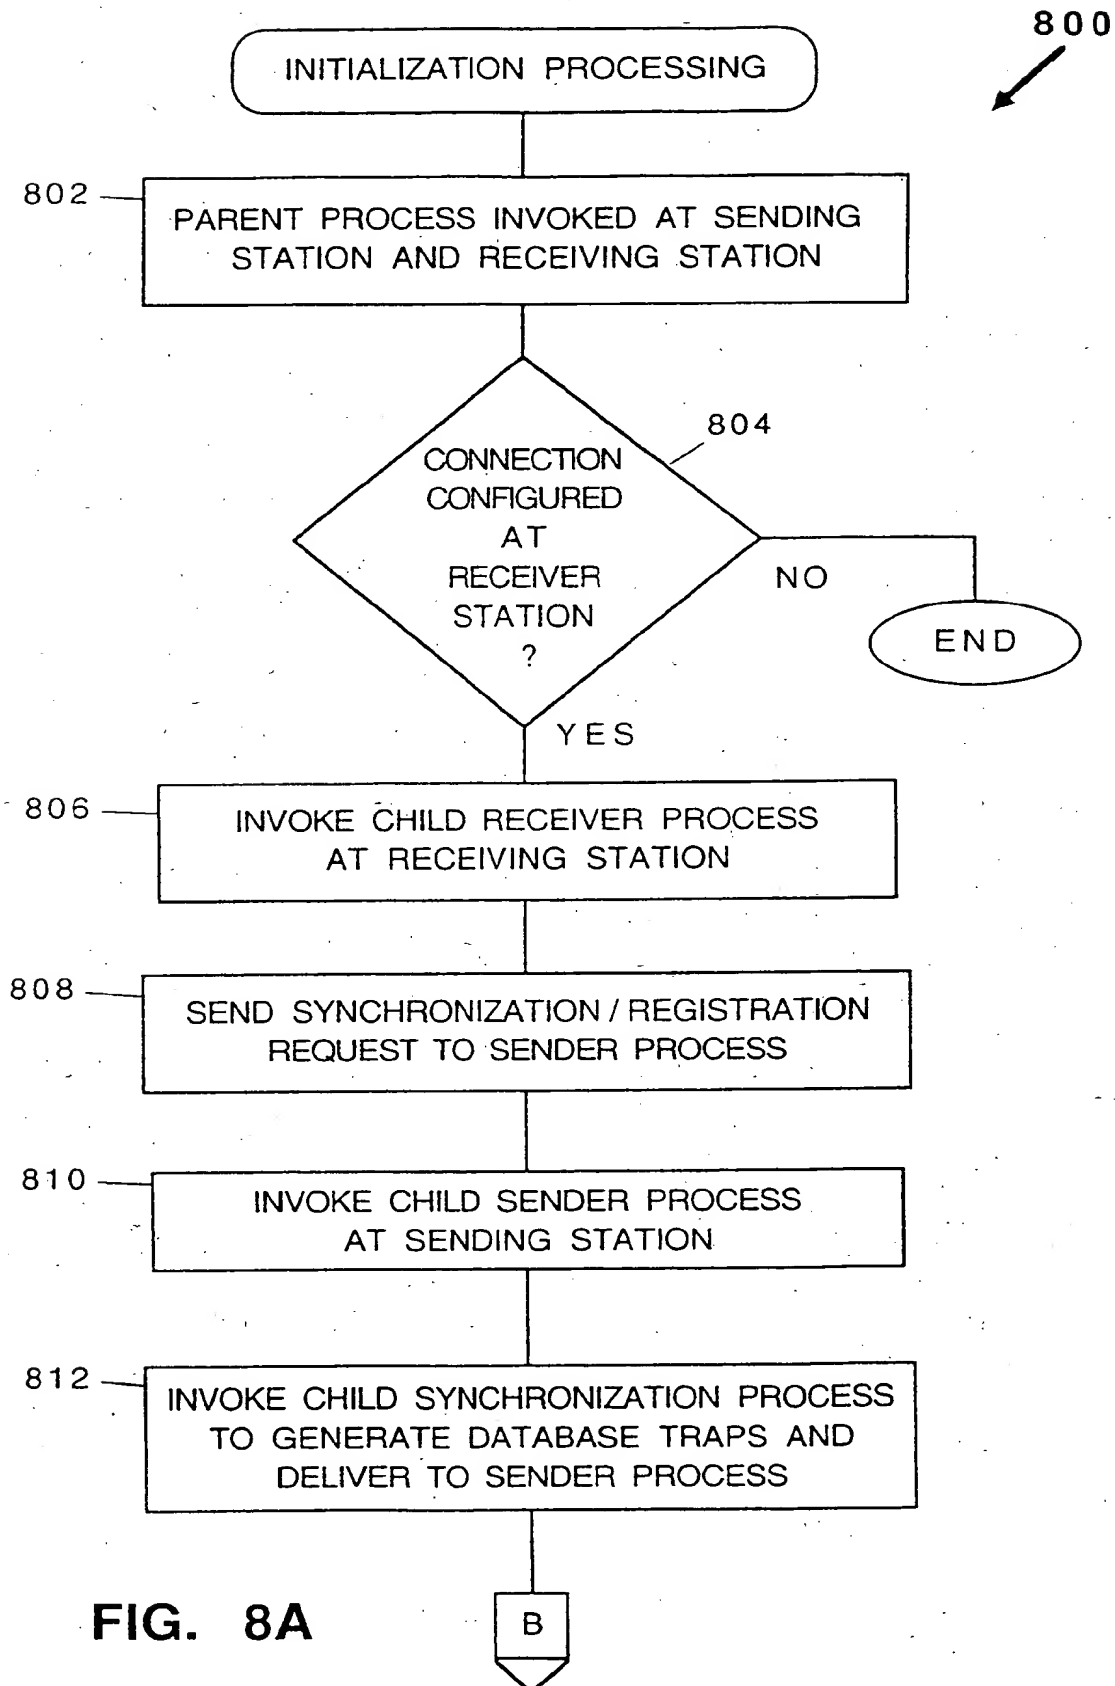 800
INITIALIZATION PROCESSING
802
PARENT PROCESS INVOKED AT SENDING
STATION AND RECEIVING STATION
804
CONNECTION
CONFIGURED
AT
RECEIVER
STATION
?
NO
END
YES
806
INVOKE CHILD RECEIVER PROCESS
AT RECEIVING STATION
808
SEND SYNCHRONIZATION / REGISTRATION
REQUEST TO SENDER PROCESS
810
INVOKE CHILD SENDER PROCESS
AT SENDING STATION
812
INVOKE CHILD SYNCHRONIZATION PROCESS
TO GENERATE DATABASE TRAPS AND
DELIVER TO SENDER PROCESS
FIG. 8A
B